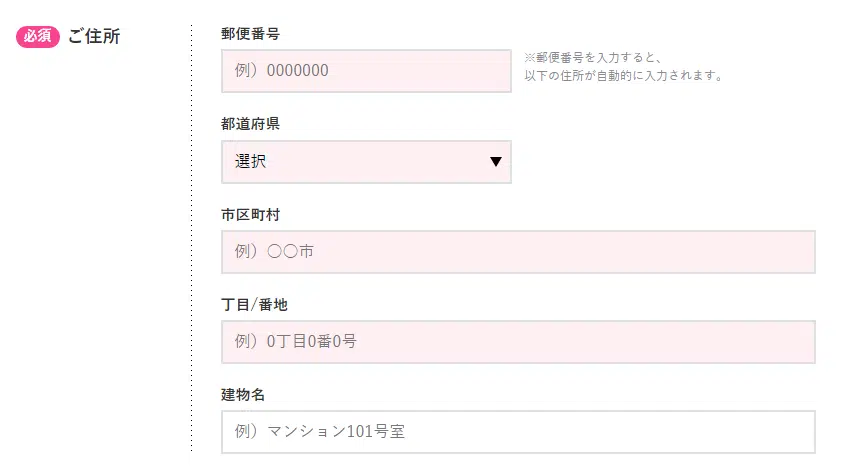 必須 ご住所
郵便番号
例）0000000
※郵便番号を入力すると、
以下の住所が自動的に入力されます。
都道府県
選択 ▼
市区町村
例）〇〇市
丁目/番地
例）0丁目0番0号
建物名
例）マンション101号室